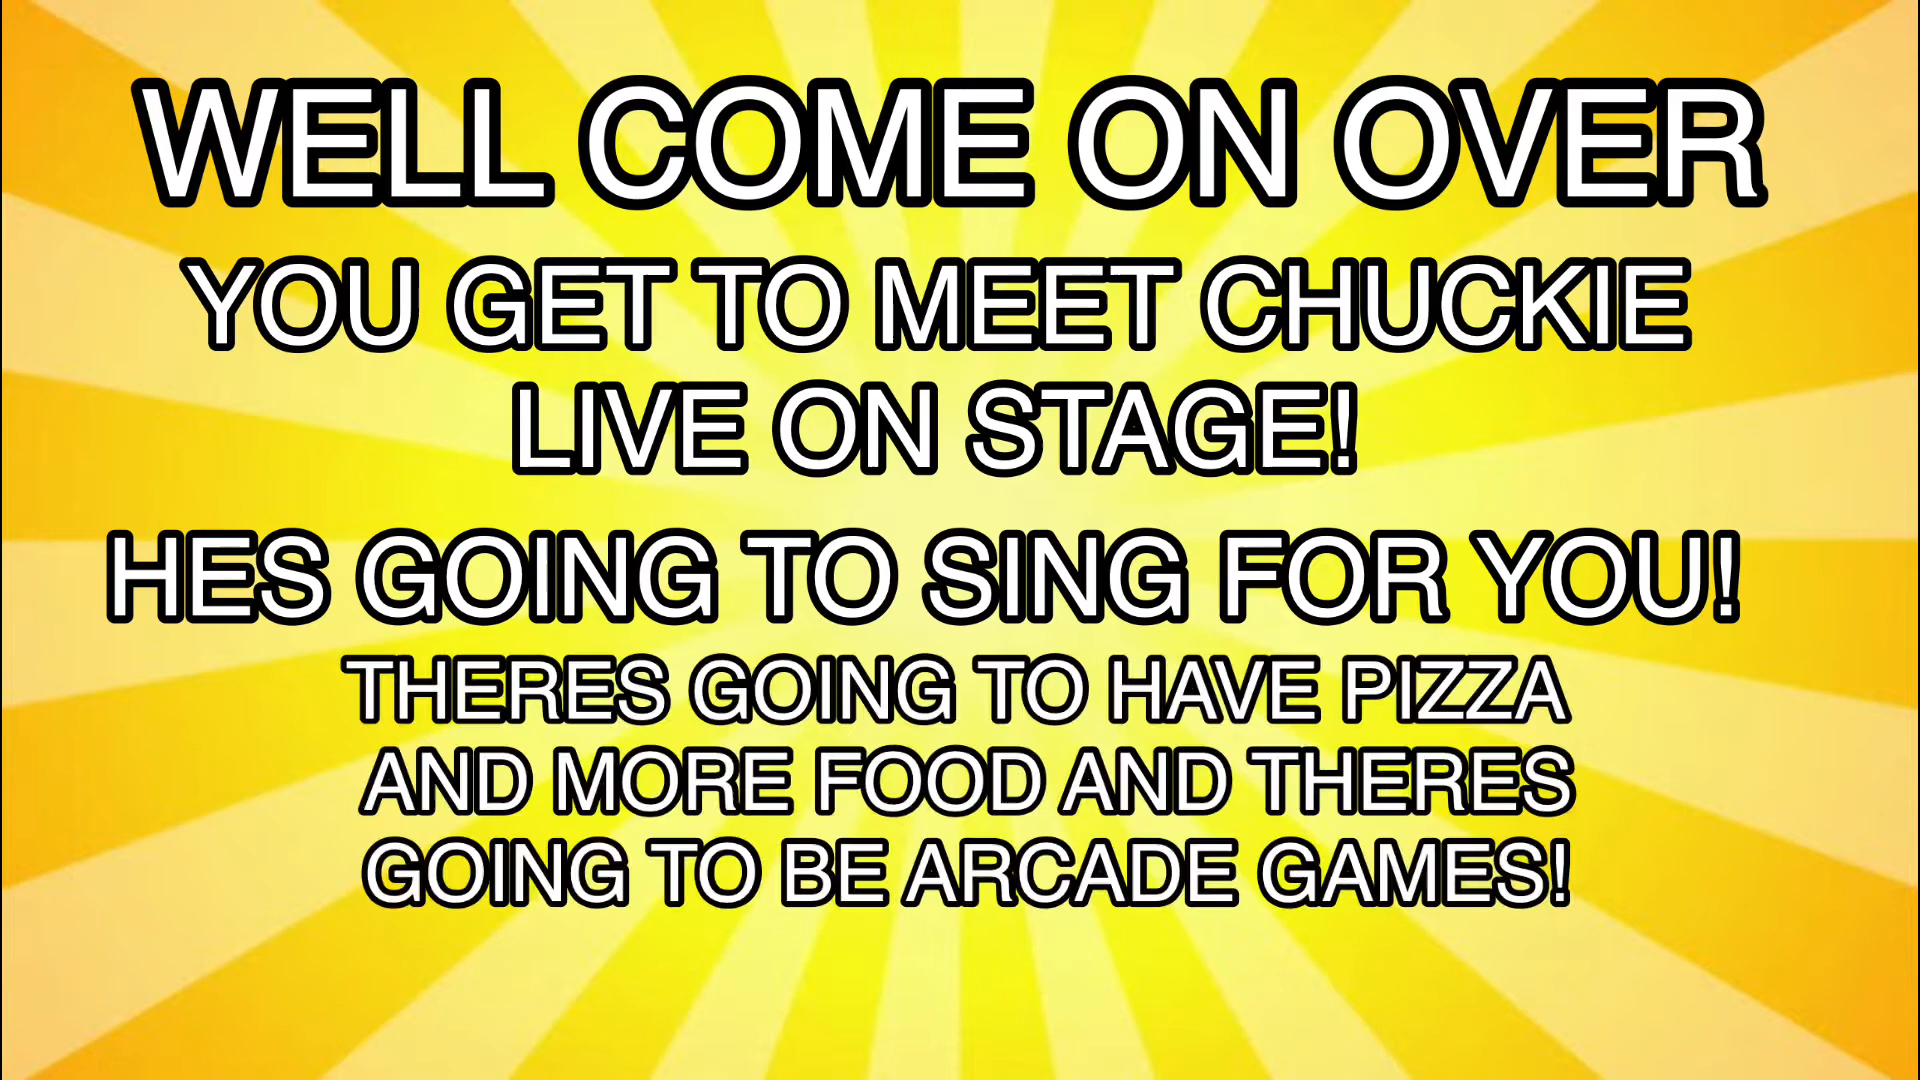 WELL COME ON OVER
YOU GET TO MEET CHUCKIE
LIVE ON STAGE!
HES GOING TO SING FOR YOU!
THERES GOING TO HAVE PIZZA
AND MORE FOOD AND THERES
GOING TO BE ARCADE GAMES!